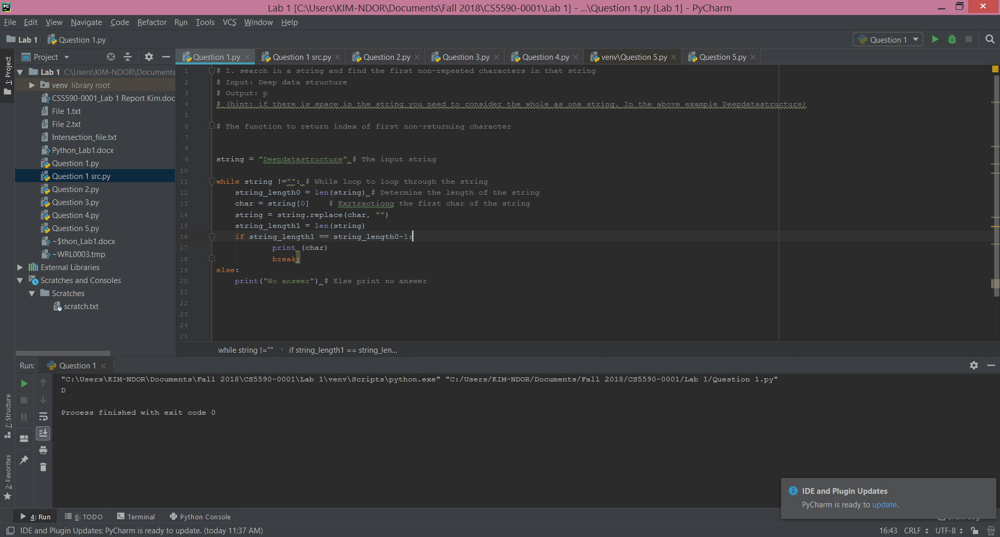 PC
Lab 1 [C:\Users\KIM-NDOR\Documents\Fall 2018\CS5590-0001\Lab 1] - ...\Question 1.py [Lab 1] - PyCharm
File Edit View Navigate Code Refactor Run Tools VCS Window Help
Lab 1 Question 1.py
Question 1
Project
Question 1.py Question 1 src.py Question 2.py Question 3.py Question 4.py venv\Question 5.py Question 5.py
1: Project
Lab 1 C:\Users\KIM-NDOR\Documents
venv library root
CS5590-0001_Lab 1 Report Kim.doc
File 1.txt
File 2.txt
Intersection_file.txt
Python_Lab1.docx
Question 1.py
Question 1 src.py
Question 2.py
Question 3.py
Question 4.py
Question 5.py
~$thon_Lab1.docx
~WRL0003.tmp
External Libraries
Scratches and Consoles
Scratches
scratch.txt
1 # 1. search in a string and find the first non-repeated characters in that string
2 # Input: Deep data structure
3 # Output: p
4 # (hint: if there is space in the string you need to consider the whole as one string. In the above example Deepdatastructure)
5
6 # The function to return index of first non-returning character
7
8
9 string = "Deepdatastructure" # The input string
10
11 while string !="": # While loop to loop through the string
12 string_length0 = len(string) # Determine the length of the string
13 char = string[0] # Exrtractiong the first char of the string
14 string = string.replace(char, "")
15 string_length1 = len(string)
16 if string_length1 == string_length0-1:
17 print (char)
18 break;
19 else:
20 print("No answer") # Else print no answer
21
22
23
24
25
while string !="" › if string_length1 == string_len...
Run: Question 1
"C:\Users\KIM-NDOR\Documents\Fall 2018\CS5590-0001\Lab 1\venv\Scripts\python.exe" "C:/Users/KIM-NDOR/Documents/Fall 2018/CS5590-0001/Lab 1/Question 1.py"
D
Process finished with exit code 0
7: Structure
2: Favorites
IDE and Plugin Updates
PyCharm is ready to update.
4: Run 6: TODO Terminal Python Console
IDE and Plugin Updates: PyCharm is ready to update. (today 11:37 AM)
16:43 CRLF UTF-8